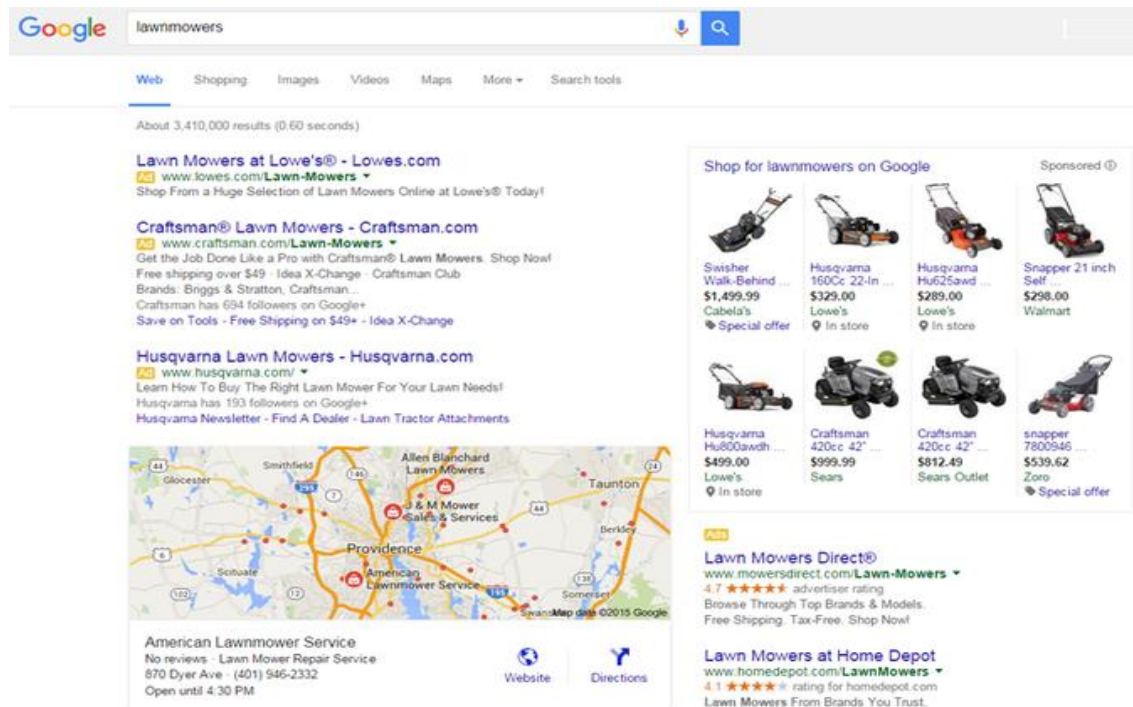 Google
lawnmowers
Web Shopping Images Videos Maps More Search tools
About 3,410,000 results (0.60 seconds)
Lawn Mowers at Lowe's® - Lowes.com
Ad www.lowes.com/Lawn-Mowers
Shop From a Huge Selection of Lawn Mowers Online at Lowe's® Today!
Craftsman® Lawn Mowers - Craftsman.com
Ad www.craftsman.com/Lawn-Mowers
Get the Job Done Like a Pro with Craftsman® Lawn Mowers. Shop Now!
Free shipping over $49 · Idea X-Change · Craftsman Club
Brands: Briggs & Stratton, Craftsman...
Craftsman has 694 followers on Google+
Save on Tools - Free Shipping on $49+ - Idea X-Change
Husqvarna Lawn Mowers - Husqvarna.com
Ad www.husqvarna.com/
Learn How To Buy The Right Lawn Mower For Your Lawn Needs!
Husqvarna has 193 followers on Google+
Husqvarna Newsletter - Find A Dealer - Lawn Tractor Attachments
Allen Blanchard
Lawn Mowers
44
Smithfield
146
24
Glocester
295
7
Taunton
J & M Mower
Sales & Services
44
Berkley
6
Providence
Scituate
American
Lawnmower Service
138
102
12
195
Somerset
Swansea
Map data ©2015 Google
American Lawnmower Service
No reviews · Lawn Mower Repair Service
870 Dyer Ave · (401) 946-2332
Open until 4:30 PM
Website
Directions
Shop for lawnmowers on Google
Sponsored
Swisher
Walk-Behind ...
$1,499.99
Cabela's
Special offer
Husqvarna
160Cc 22-In ...
$329.00
Lowe's
In store
Husqvarna
Hu625awd ...
$289.00
Lowe's
In store
Snapper 21 inch
Self ...
$298.00
Walmart
Husqvarna
Hu800awdh ...
$499.00
Lowe's
In store
Craftsman
420cc 42" ...
$999.99
Sears
Craftsman
420cc 42" ...
$812.49
Sears Outlet
snapper
7800946 ...
$539.62
Zoro
Special offer
Ads
Lawn Mowers Direct®
www.mowersdirect.com/Lawn-Mowers
4.7 advertiser rating
Browse Through Top Brands & Models.
Free Shipping. Tax-Free. Shop Now!
Lawn Mowers at Home Depot
www.homedepot.com/LawnMowers
4.1 rating for homedepot.com
Lawn Mowers From Brands You Trust.